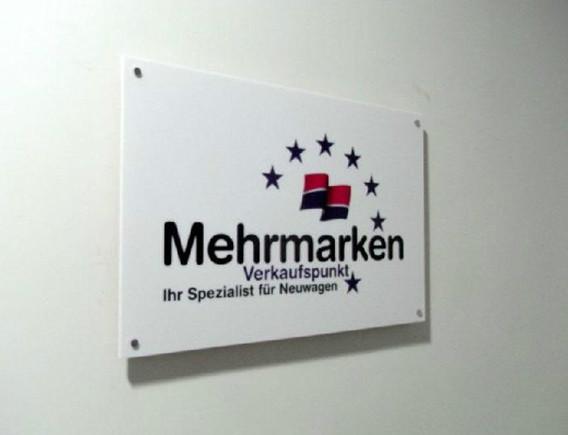 Mehrmarken
Verkaufspunkt
Ihr Spezialist für Neuwagen